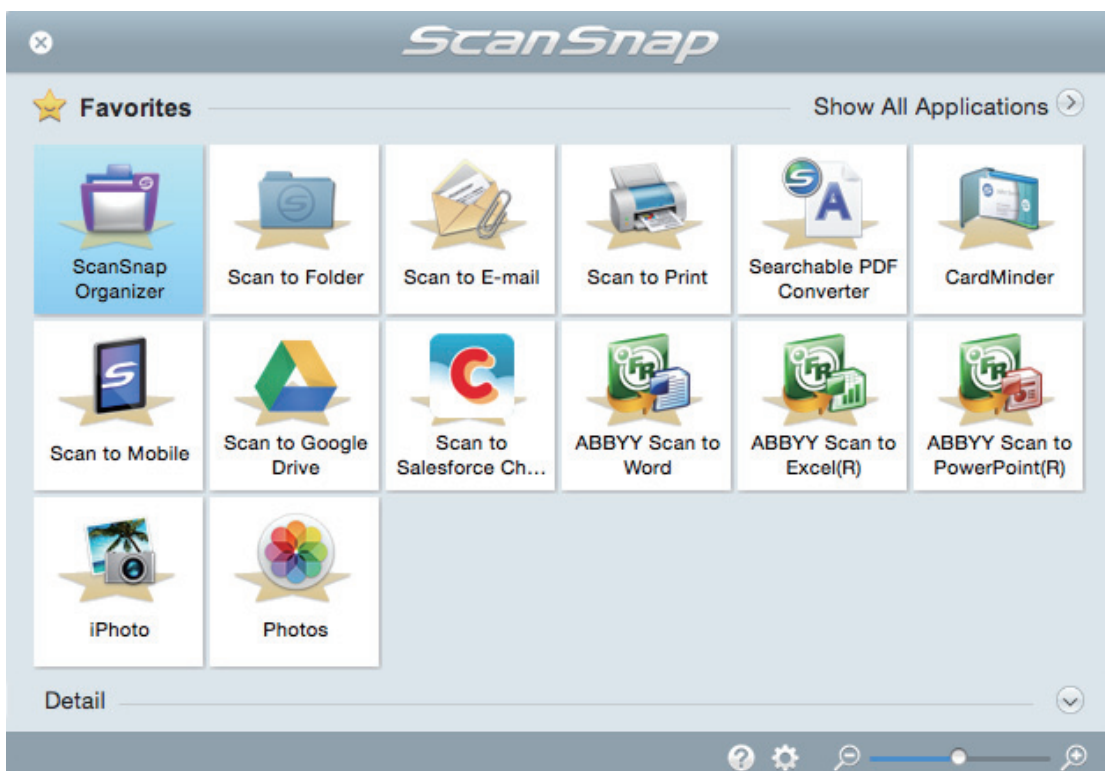 ScanSnap
Favorites
Show All Applications
ScanSnap
Organizer
Scan to Folder
Scan to E-mail
Scan to Print
Searchable PDF
Converter
CardMinder
Scan to Mobile
Scan to Google
Drive
Scan to
Salesforce Ch...
ABBYY Scan to
Word
ABBYY Scan to
Excel(R)
ABBYY Scan to
PowerPoint(R)
iPhoto
Photos
Detail